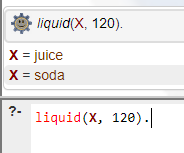 liquid(X, 120).
X = juice
X = soda
?- liquid(X, 120).